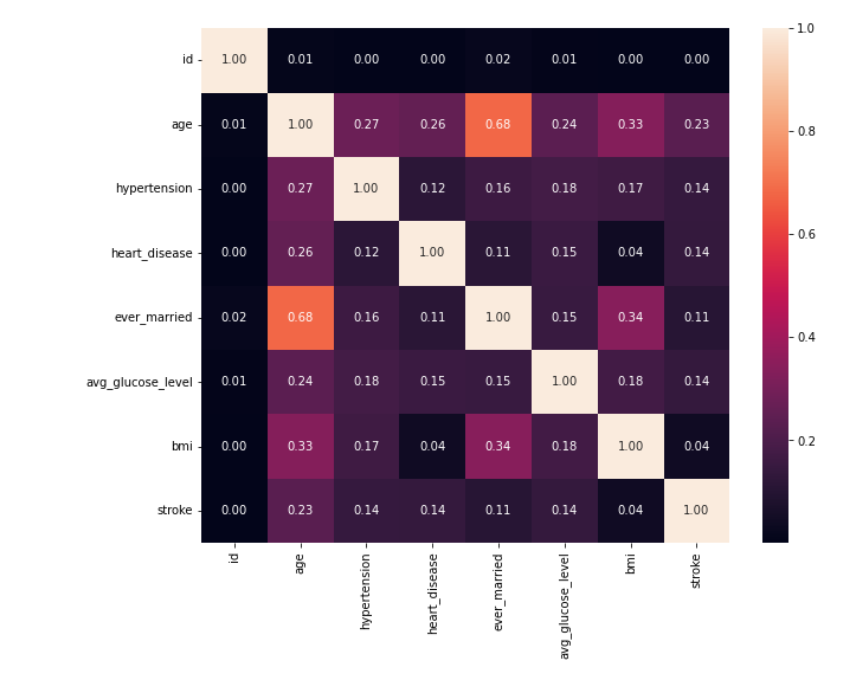 id 1.00 0.01 0.00 0.00 0.02 0.01 0.00 0.00
age 0.01 1.00 0.27 0.26 0.68 0.24 0.33 0.23
hypertension 0.00 0.27 1.00 0.12 0.16 0.18 0.17 0.14
heart_disease 0.00 0.26 0.12 1.00 0.11 0.15 0.04 0.14
ever_married 0.02 0.68 0.16 0.11 1.00 0.15 0.34 0.11
avg_glucose_level 0.01 0.24 0.18 0.15 0.15 1.00 0.18 0.14
bmi 0.00 0.33 0.17 0.04 0.34 0.18 1.00 0.04
stroke 0.00 0.23 0.14 0.14 0.11 0.14 0.04 1.00
id
age
hypertension
heart_disease
ever_married
avg_glucose_level
bmi
stroke
1.0
0.8
0.6
0.4
0.2